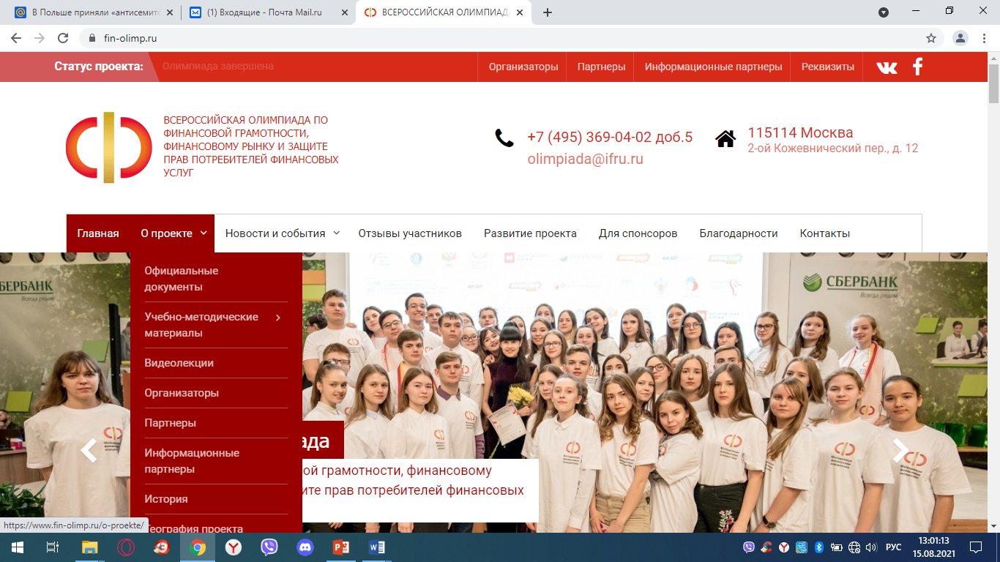 В Польше приняли «антисемитс
(1) Входящие - Почта Mail.ru
ВСЕРОССИЙСКАЯ ОЛИМПИАДА
fin-olimp.ru
Статус проекта:
Олимпиада завершена
Организаторы
Партнеры
Информационные партнеры
Реквизиты
ВСЕРОССИЙСКАЯ ОЛИМПИАДА ПО
ФИНАНСОВОЙ ГРАМОТНОСТИ,
ФИНАНСОВОМУ РЫНКУ И ЗАЩИТЕ
ПРАВ ПОТРЕБИТЕЛЕЙ ФИНАНСОВЫХ
УСЛУГ
+7 (495) 369-04-02 доб.5
olimpiada@ifru.ru
115114 Москва
2-ой Кожевнический пер., д. 12
Главная
О проекте
Новости и события
Отзывы участников
Развитие проекта
Для спонсоров
Благодарности
Контакты
Официальные
документы
Учебно-методические
материалы
Видеолекции
Организаторы
Партнеры
Информационные
партнеры
История
География проекта
СБЕРБАНК
Всегда рядом
СБЕРБАНК
Всегда рядом
ада
ой грамотности, финансовому
ите прав потребителей финансовых
https://www.fin-olimp.ru/o-proekte/
РУС
13:01:13
15.08.2021